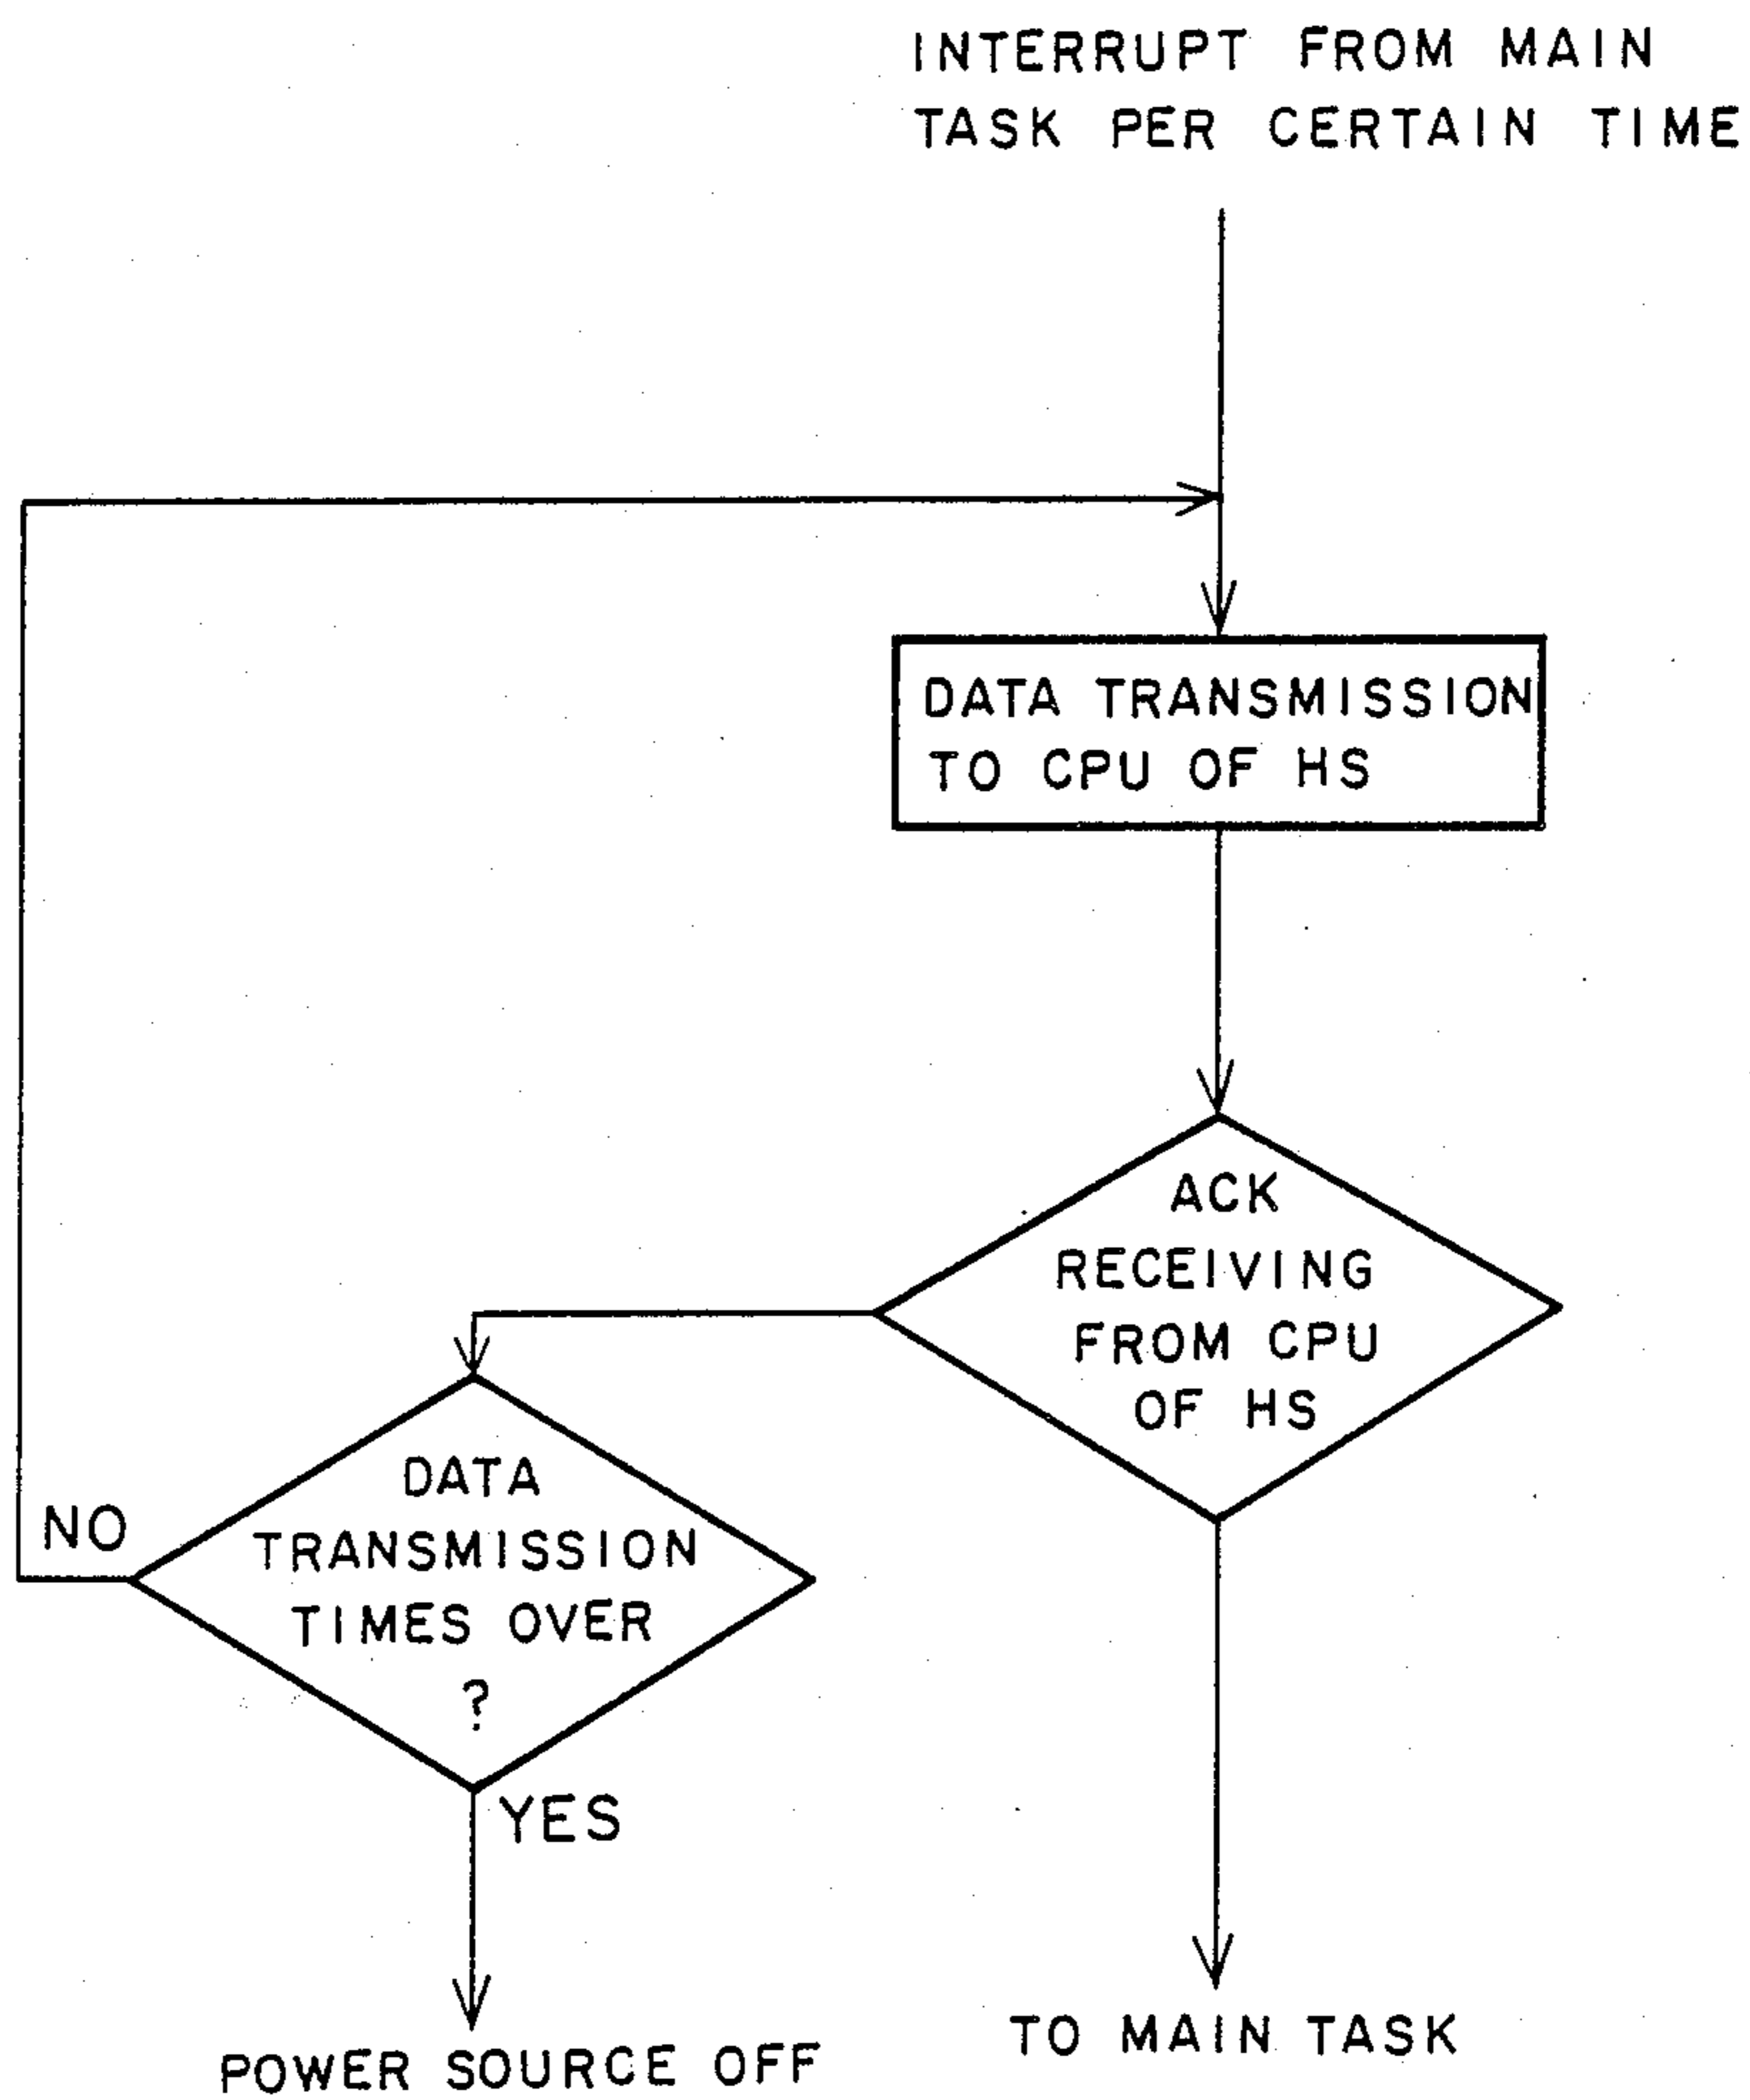 INTERRUPT FROM MAIN
TASK PER CERTAIN TIME
DATA TRANSMISSION
TO CPU OF HS
ACK
RECEIVING
FROM CPU
OF HS
DATA
TRANSMISSION
TIMES OVER
?
NO
YES
TO MAIN TASK
POWER SOURCE OFF